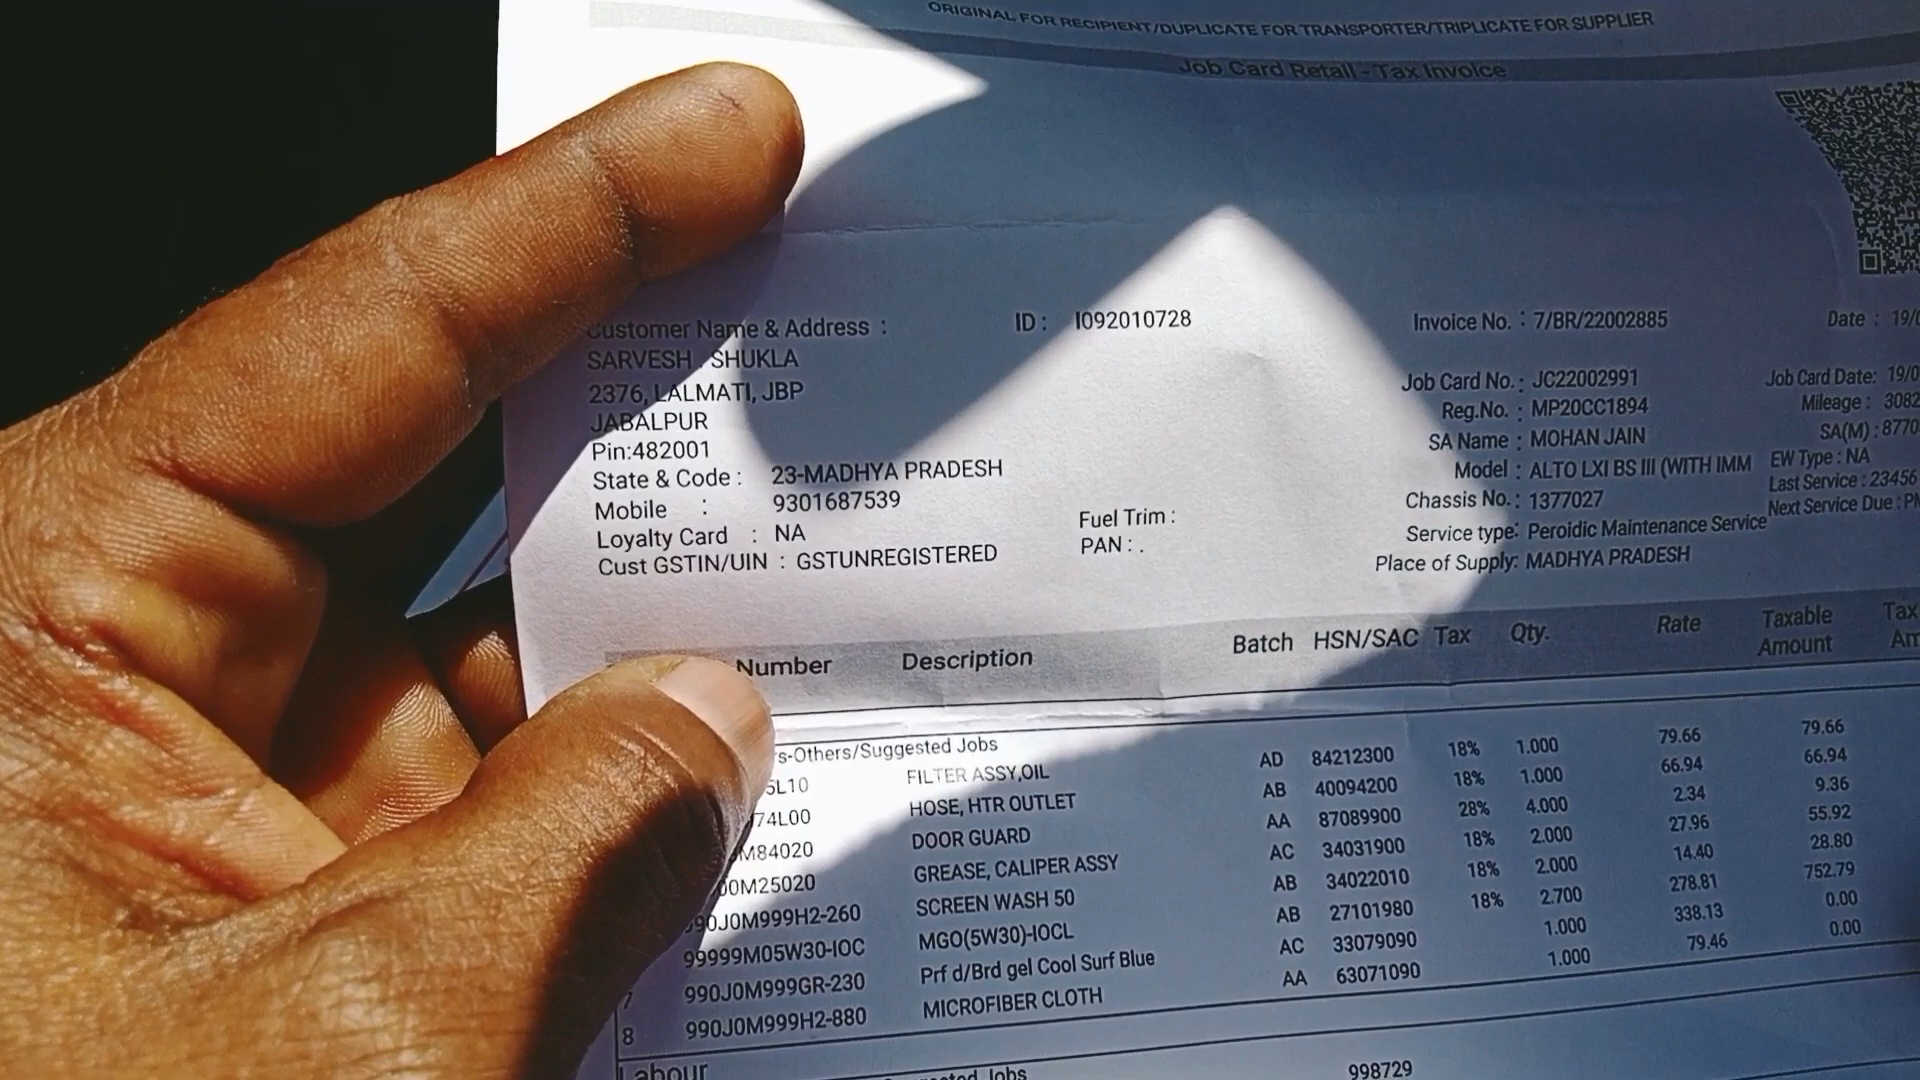 ORIGINAL FOR RECIPIENT/DUPLICATE FOR TRANSPORTER/TRIPLICATE FOR SUPPLIER
Job Card Retail - Tax Invoice
Customer Name & Address : ID : I092010728 Invoice No. : 7/BR/22002885 Date : 19/0
SARVESH . SHUKLA
2376, LALMATI, JBP Job Card No. : JC22002991 Job Card Date: 19/0
JABALPUR Reg.No. : MP20CC1894 Mileage : 3082
Pin:482001 SA Name : MOHAN JAIN SA(M) : 8770
State & Code : 23-MADHYA PRADESH Model : ALTO LXI BS III (WITH IMM EW Type : NA
Mobile : 9301687539 Chassis No. : 1377027 Last Service : 23456
Loyalty Card : NA Fuel Trim : Service type: Peroidic Maintenance Service Next Service Due : PM
Cust GSTIN/UIN : GSTUNREGISTERED PAN : . Place of Supply: MADHYA PRADESH
Number Description Batch HSN/SAC Tax Qty. Rate Taxable Amount Tax
s-Others/Suggested Jobs
5L10 FILTER ASSY,OIL AD 84212300 18% 1.000 79.66 79.66
74L00 HOSE, HTR OUTLET AB 40094200 18% 1.000 66.94 66.94
M84020 DOOR GUARD AA 87089900 28% 4.000 2.34 9.36
00M25020 GREASE, CALIPER ASSY AC 34031900 18% 2.000 27.96 55.92
990J0M999H2-260 SCREEN WASH 50 AB 34022010 18% 2.000 14.40 28.80
99999M05W30-IOC MGO(5W30)-IOCL AB 27101980 18% 2.700 278.81 752.79
7 990J0M999GR-230 Prf d/Brd gel Cool Surf Blue AC 33079090 1.000 338.13 0.00
8 990J0M999H2-880 MICROFIBER CLOTH AA 63071090 1.000 79.46 0.00
Labour
Jobs 998729